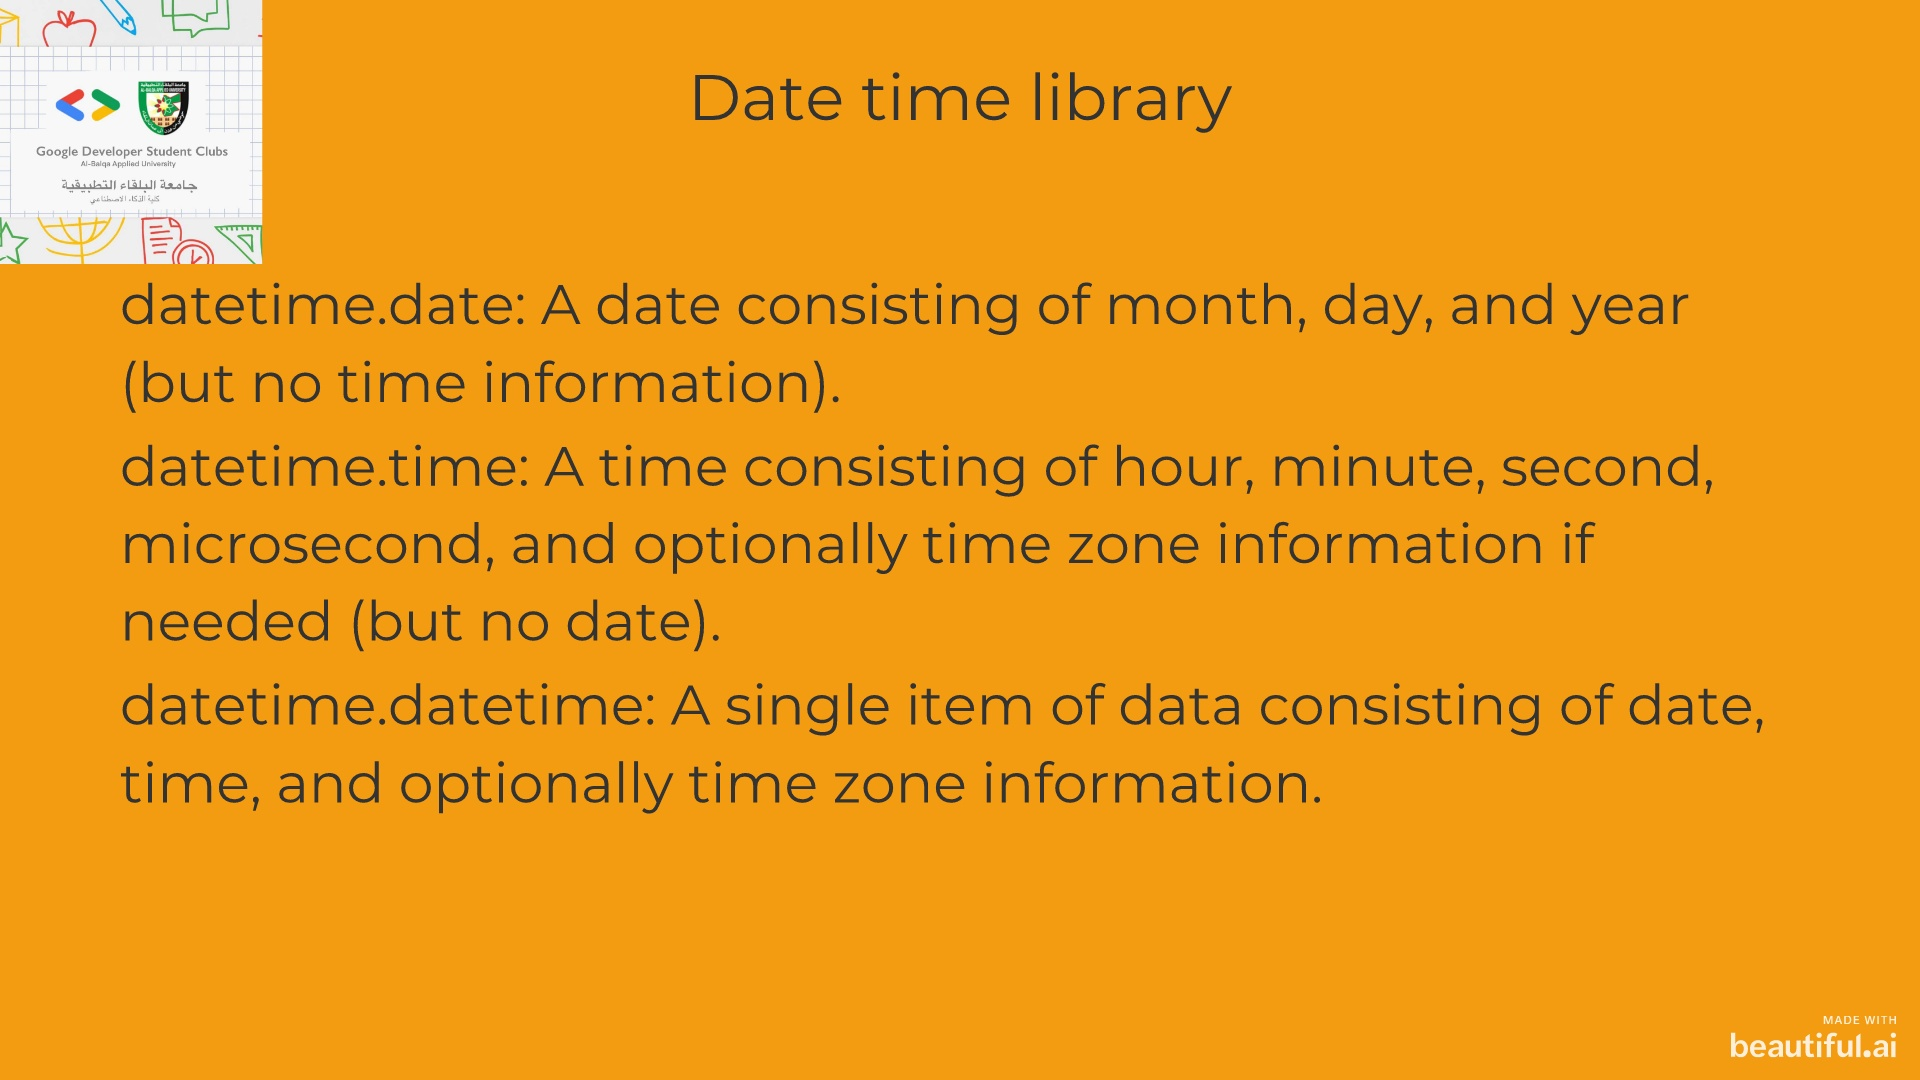 Google Developer Student Clubs
Al-Balqa Applied University
جامعة البلقاء التطبيقية
كلية الذكاء الاصطناعي
Date time library
datetime.date: A date consisting of month, day, and year
(but no time information).
datetime.time: A time consisting of hour, minute, second,
microsecond, and optionally time zone information if
needed (but no date).
datetime.datetime: A single item of data consisting of date,
time, and optionally time zone information.
MADE WITH
beautiful.ai